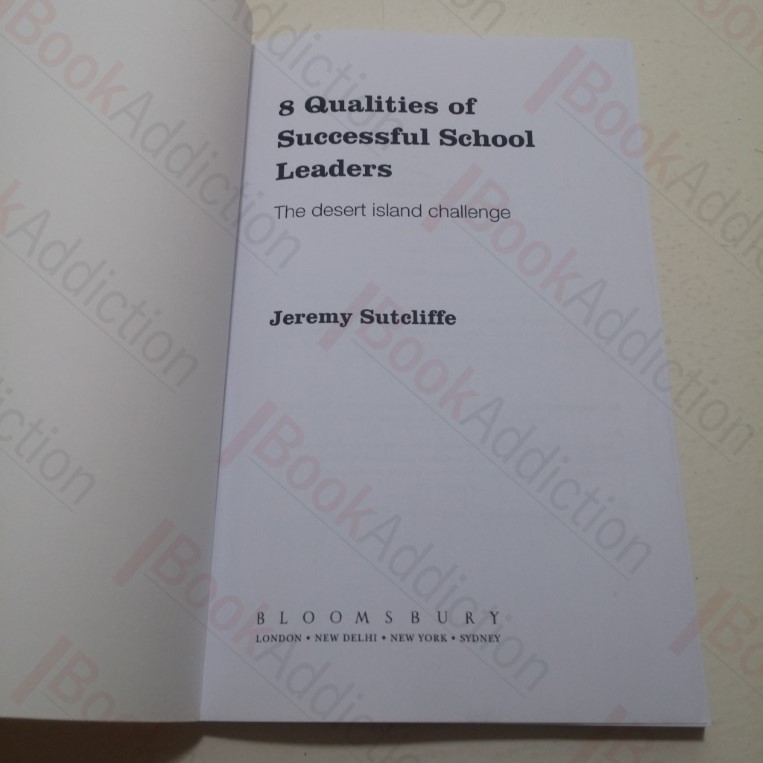 8 Qualities of
Successful School
Leaders
The desert island challenge
Jeremy Sutcliffe
BLOOMSBURY
LONDON • NEW DELHI • NEW YORK • SYDNEY
BookAddiction